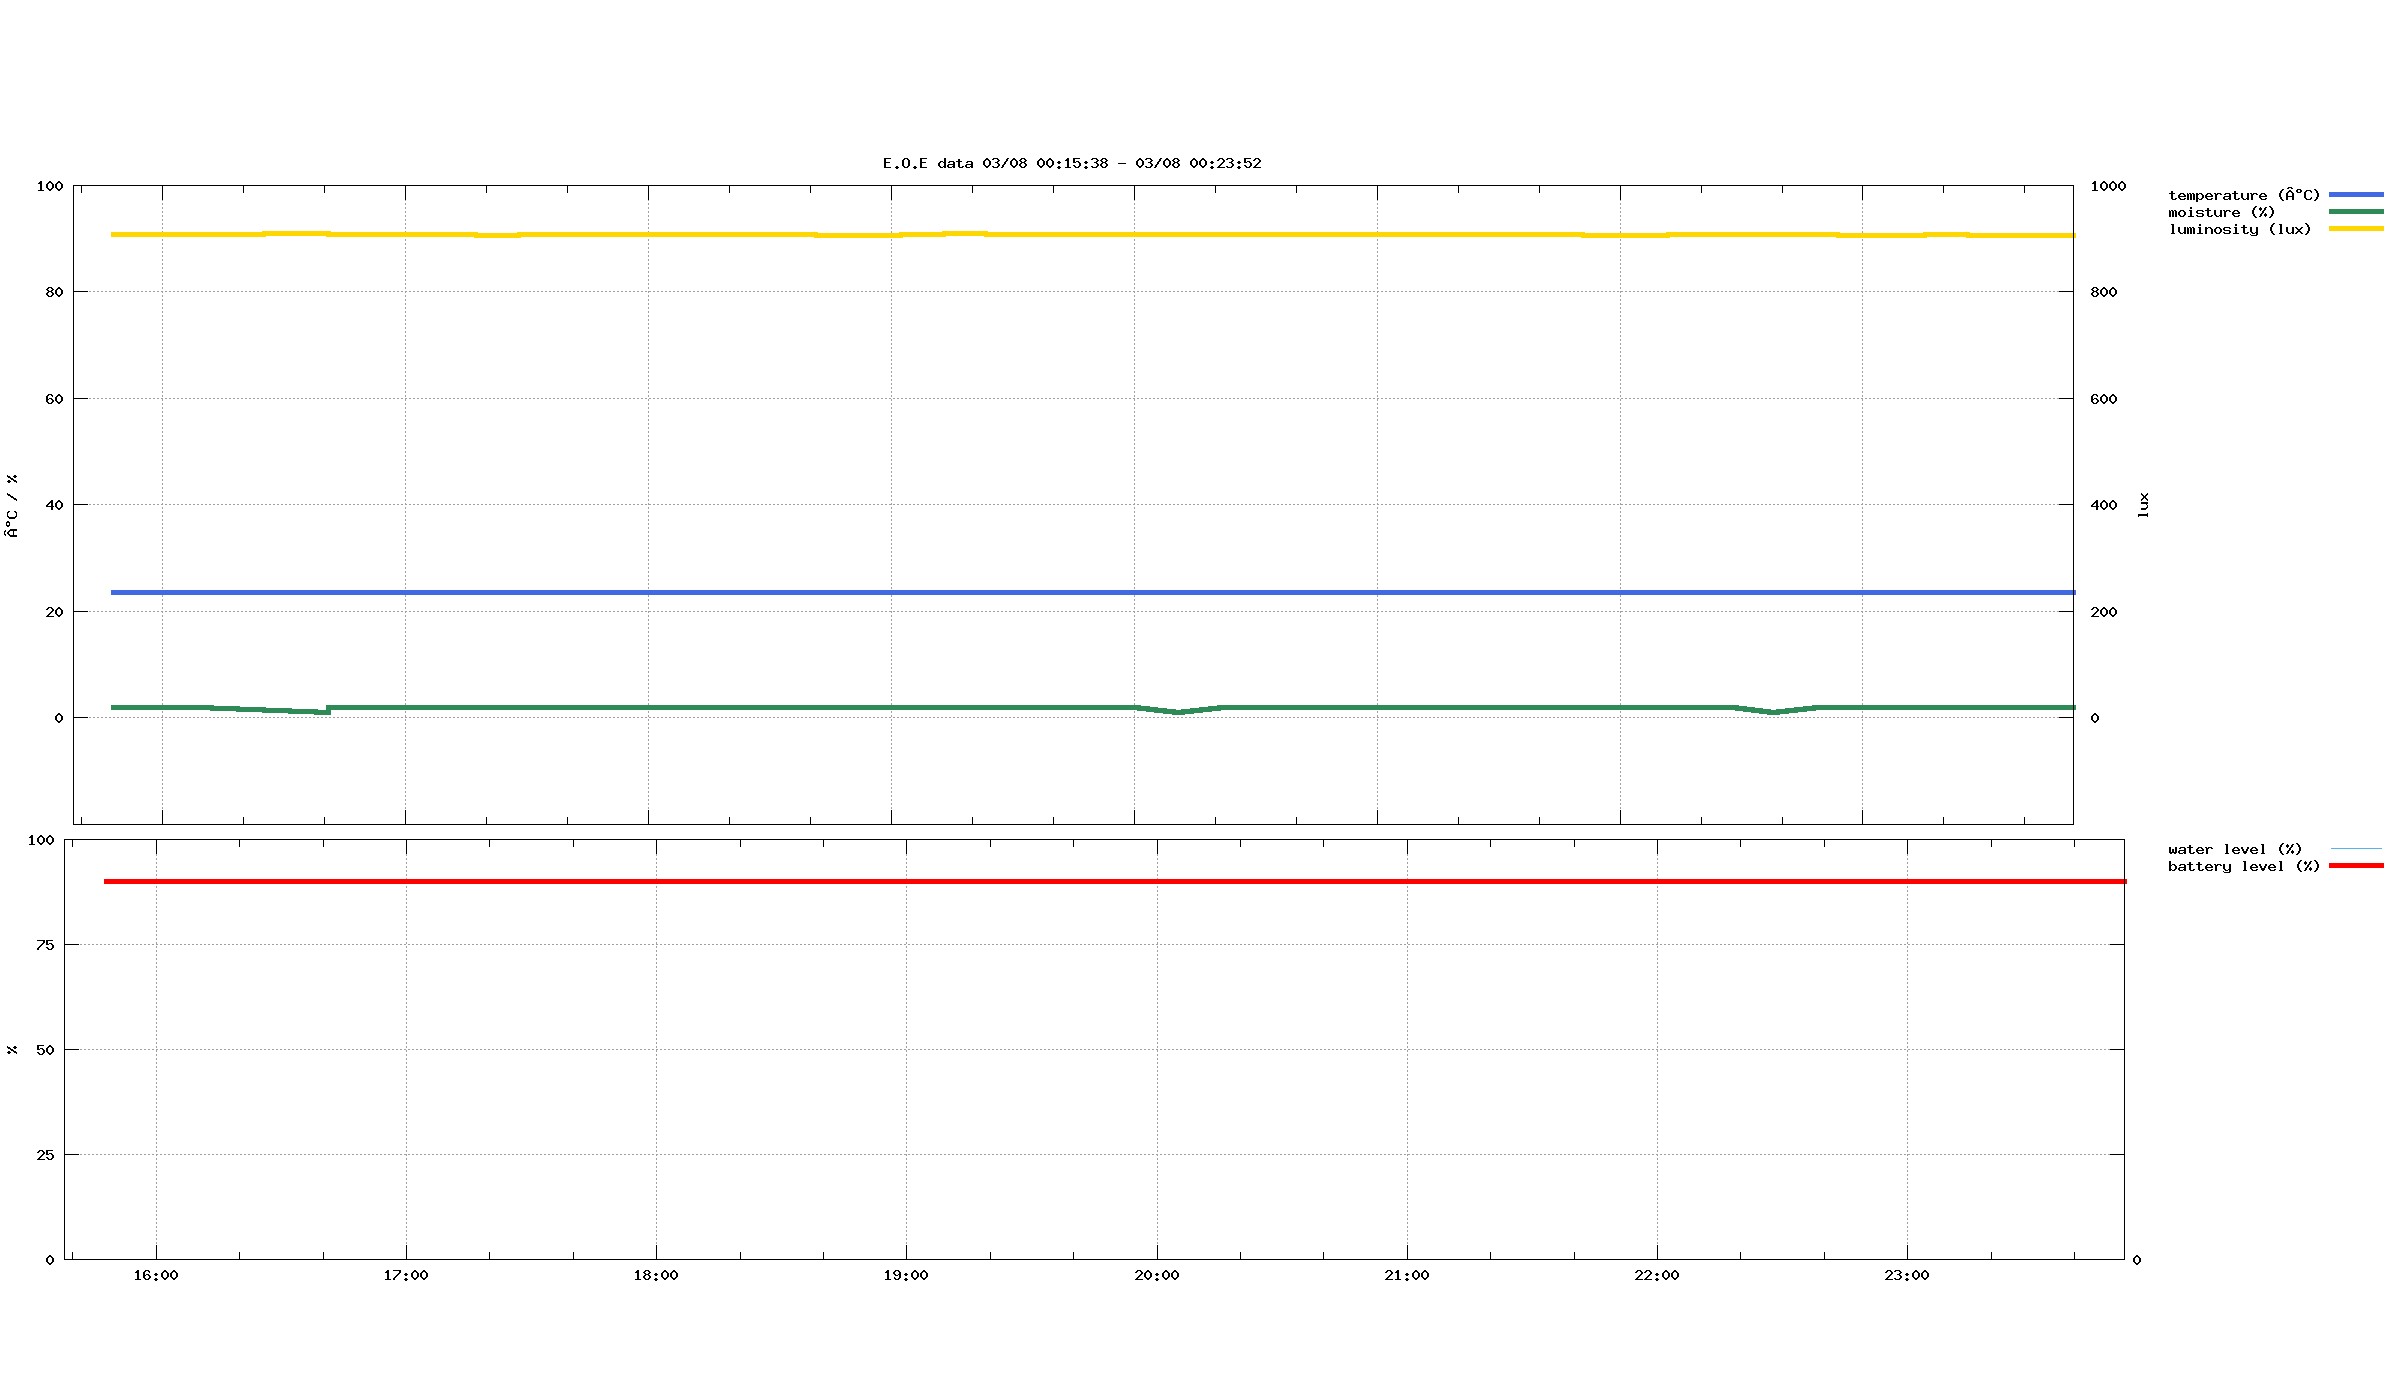 E.O.E data 03/08 00:15:38 - 03/08 00:23:52
100
80
60
40
20
0
Â°C / %
1000
800
600
400
200
0
lux
temperature (Â°C)
moisture (%)
luminosity (lux)
100
75
50
25
0
%
0
water level (%)
battery level (%)
16:00 17:00 18:00 19:00 20:00 21:00 22:00 23:00